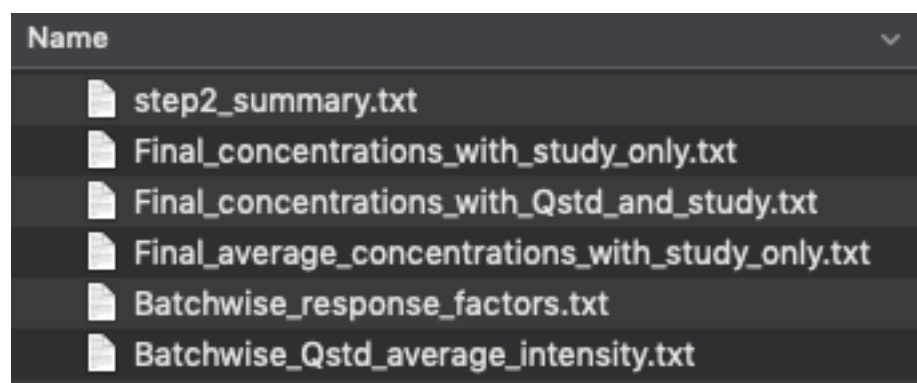 Name
step2_summary.txt
Final_concentrations_with_study_only.txt
Final_concentrations_with_Qstd_and_study.txt
Final_average_concentrations_with_study_only.txt
Batchwise_response_factors.txt
Batchwise_Qstd_average_intensity.txt